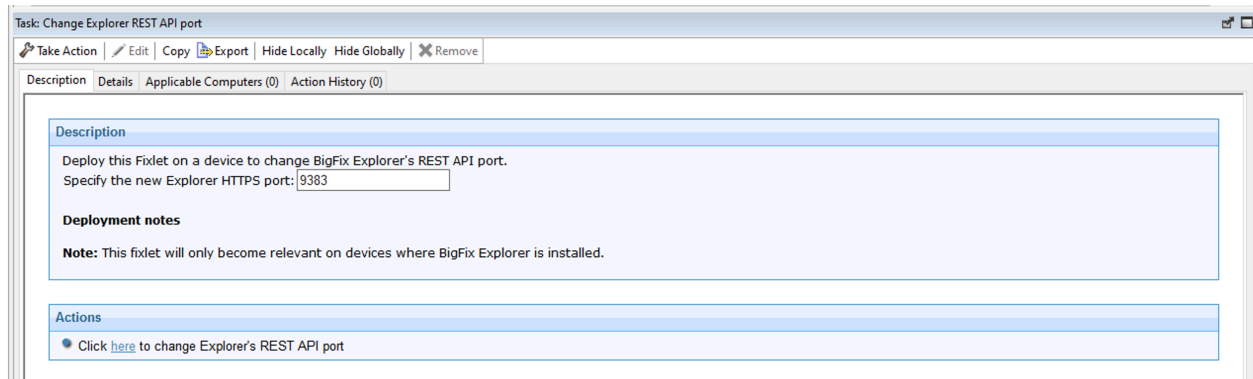 Task: Change Explorer REST API port
Take Action Edit Copy Export Hide Locally Hide Globally Remove
Description Details Applicable Computers (0) Action History (0)
Description
Deploy this Fixlet on a device to change BigFix Explorer's REST API port.
Specify the new Explorer HTTPS port: 9383
Deployment notes
Note: This fixlet will only become relevant on devices where BigFix Explorer is installed.
Actions
Click here to change Explorer's REST API port